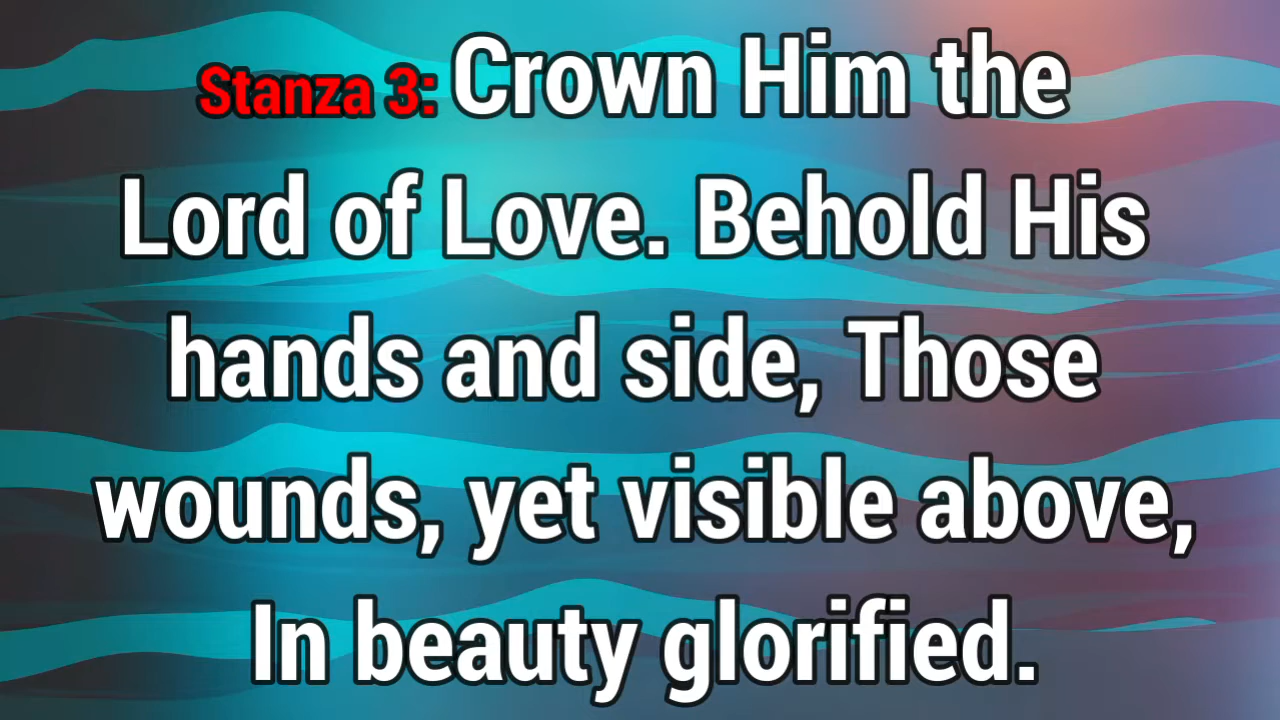 Stanza 3: Crown Him the
Lord of Love. Behold His
hands and side, Those
wounds, yet visible above,
In beauty glorified.